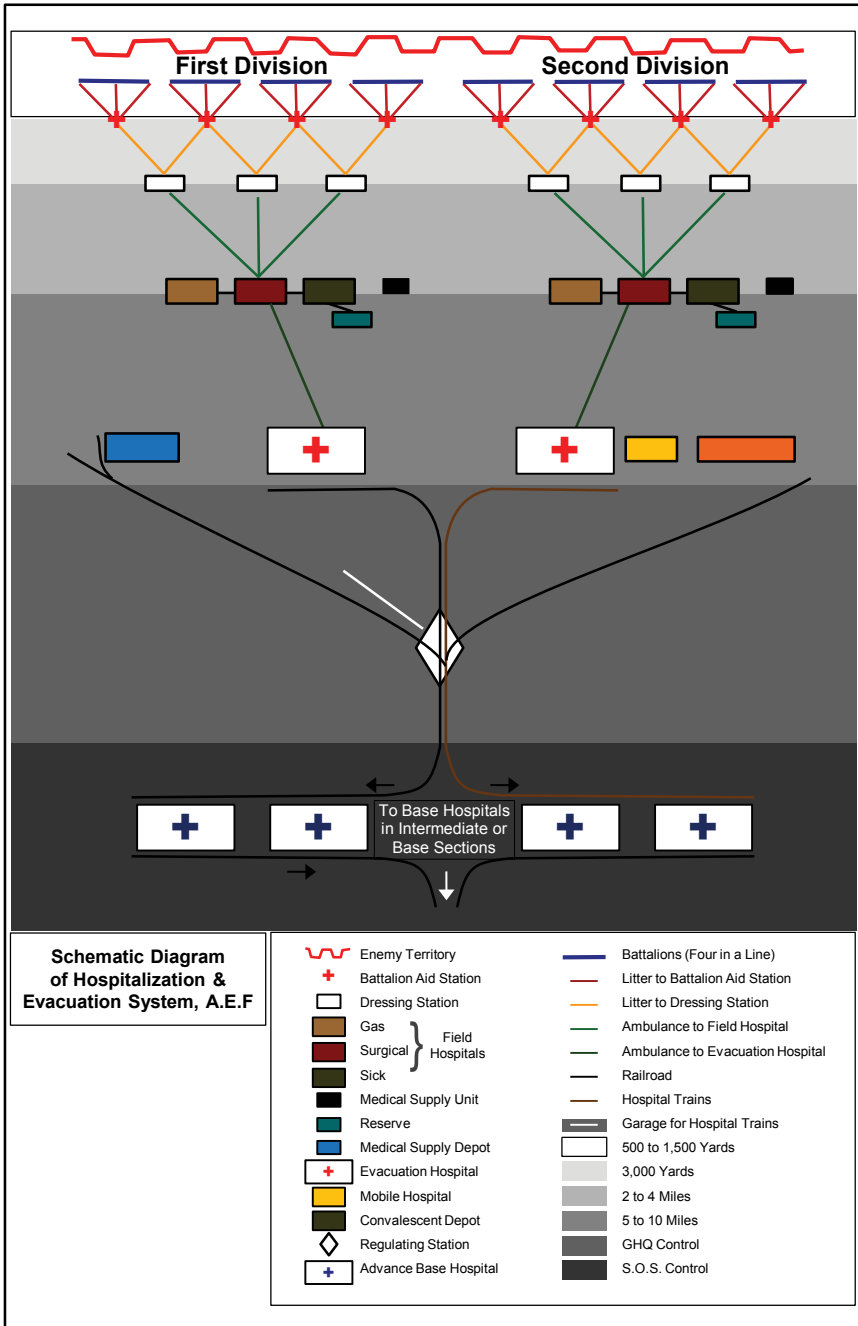 First Division
Second Division
To Base Hospitals
in Intermediate or
Base Sections
Schematic Diagram
of Hospitalization &
Evacuation System, A.E.F
Enemy Territory
Battalion Aid Station
Dressing Station
Gas
Surgical
Sick
Field
Hospitals
Medical Supply Unit
Reserve
Medical Supply Depot
Evacuation Hospital
Mobile Hospital
Convalescent Depot
Regulating Station
Advance Base Hospital
Battalions (Four in a Line)
Litter to Battalion Aid Station
Litter to Dressing Station
Ambulance to Field Hospital
Ambulance to Evacuation Hospital
Railroad
Hospital Trains
Garage for Hospital Trains
500 to 1,500 Yards
3,000 Yards
2 to 4 Miles
5 to 10 Miles
GHQ Control
S.O.S. Control